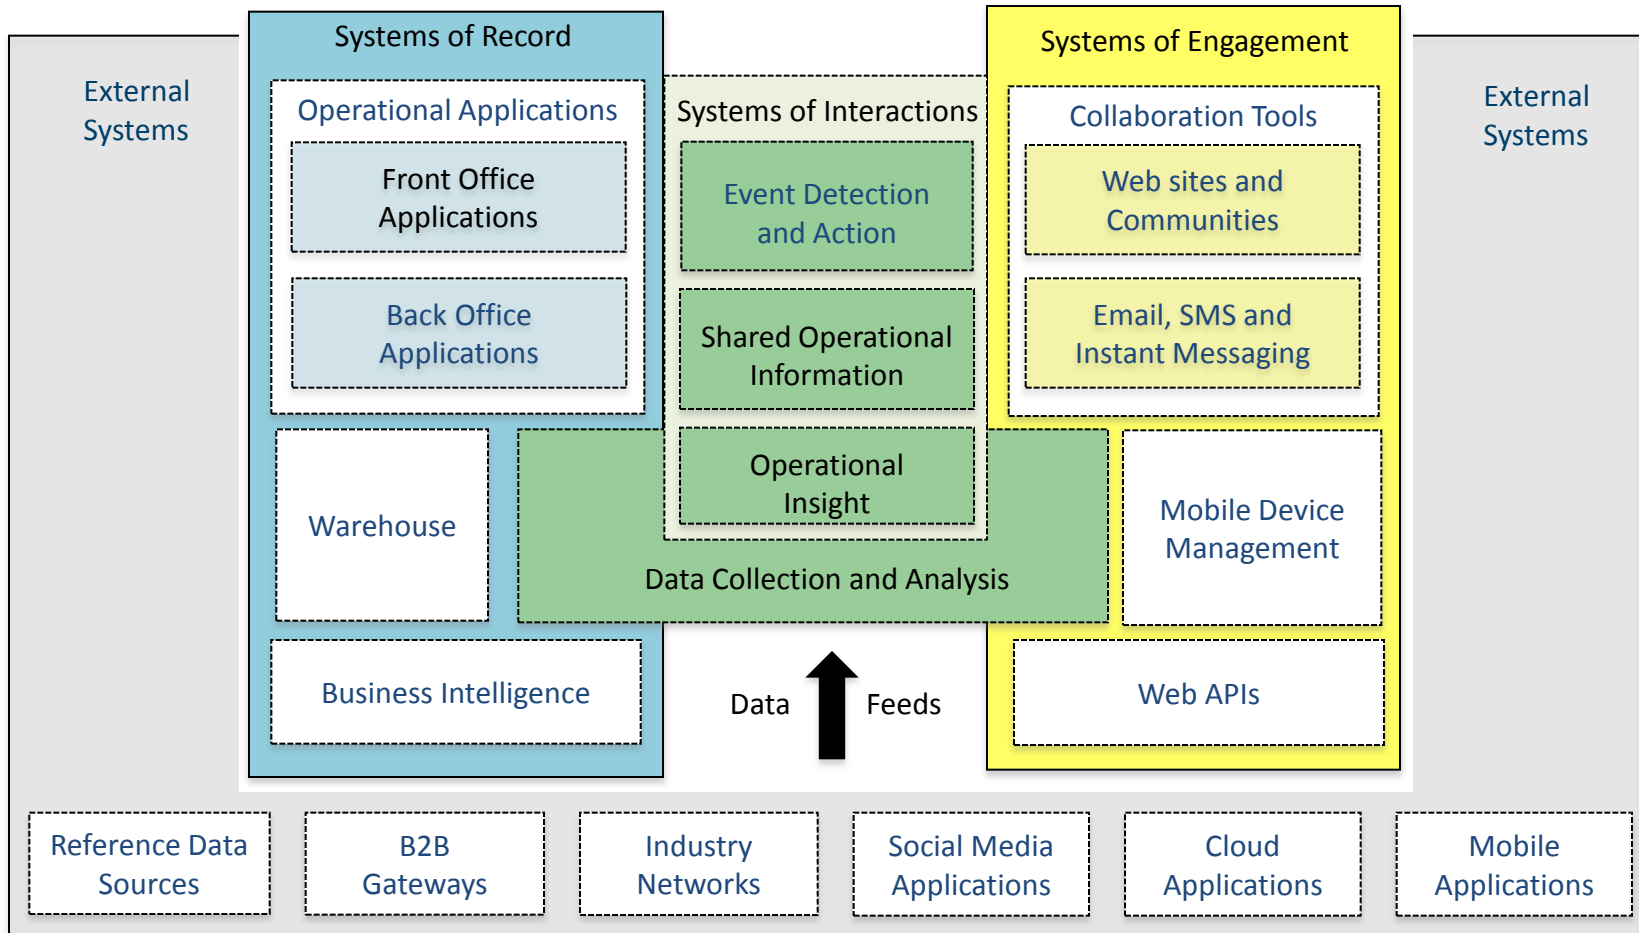 Systems of Record
Systems of Engagement
External
Systems
Operational Applications
Front Office
Applications
Back Office
Applications
Systems of Interactions
Event Detection
and Action
Shared Operational
Information
Operational
Insight
Collaboration Tools
Web sites and
Communities
Email, SMS and
Instant Messaging
External
Systems
Warehouse
Data Collection and Analysis
Mobile Device
Management
Business Intelligence
Data Feeds
Web APIs
Reference Data
Sources
B2B
Gateways
Industry
Networks
Social Media
Applications
Cloud
Applications
Mobile
Applications